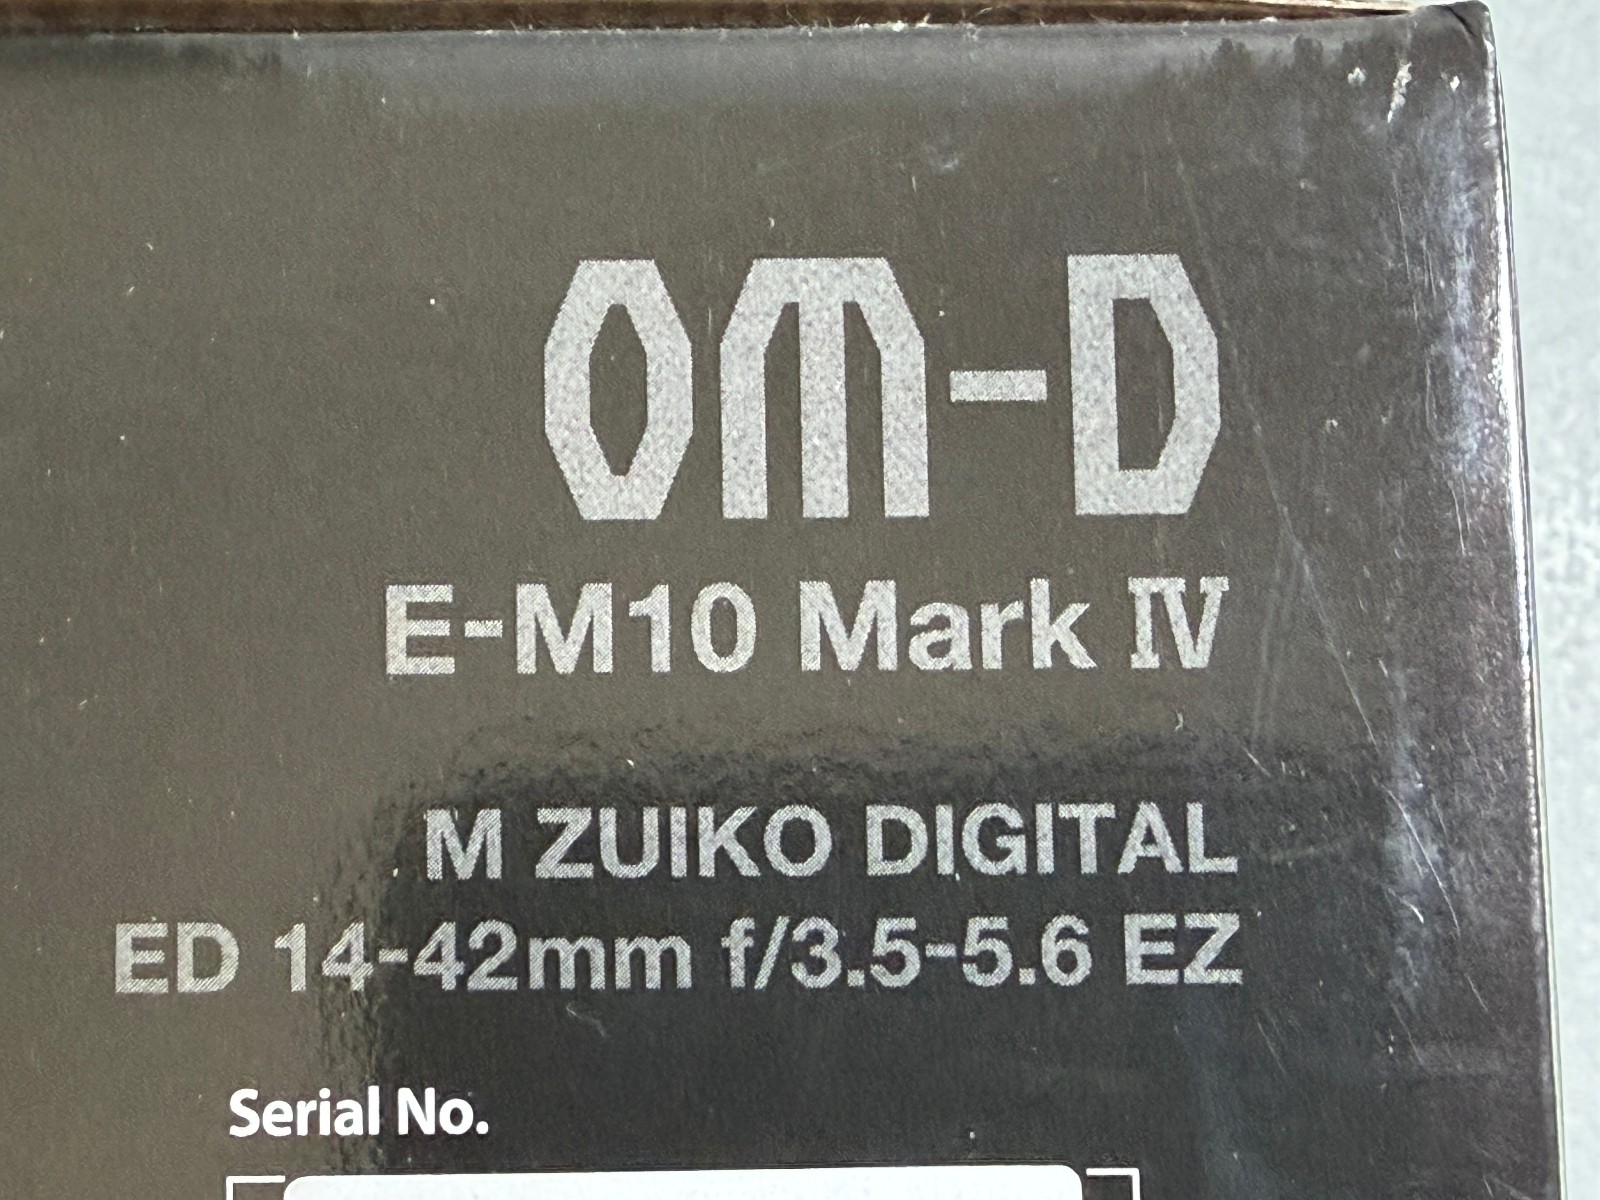 OM-D
E-M10 Mark IV
M ZUIKO DIGITAL
ED 14-42mm f/3.5-5.6 EZ
Serial No.